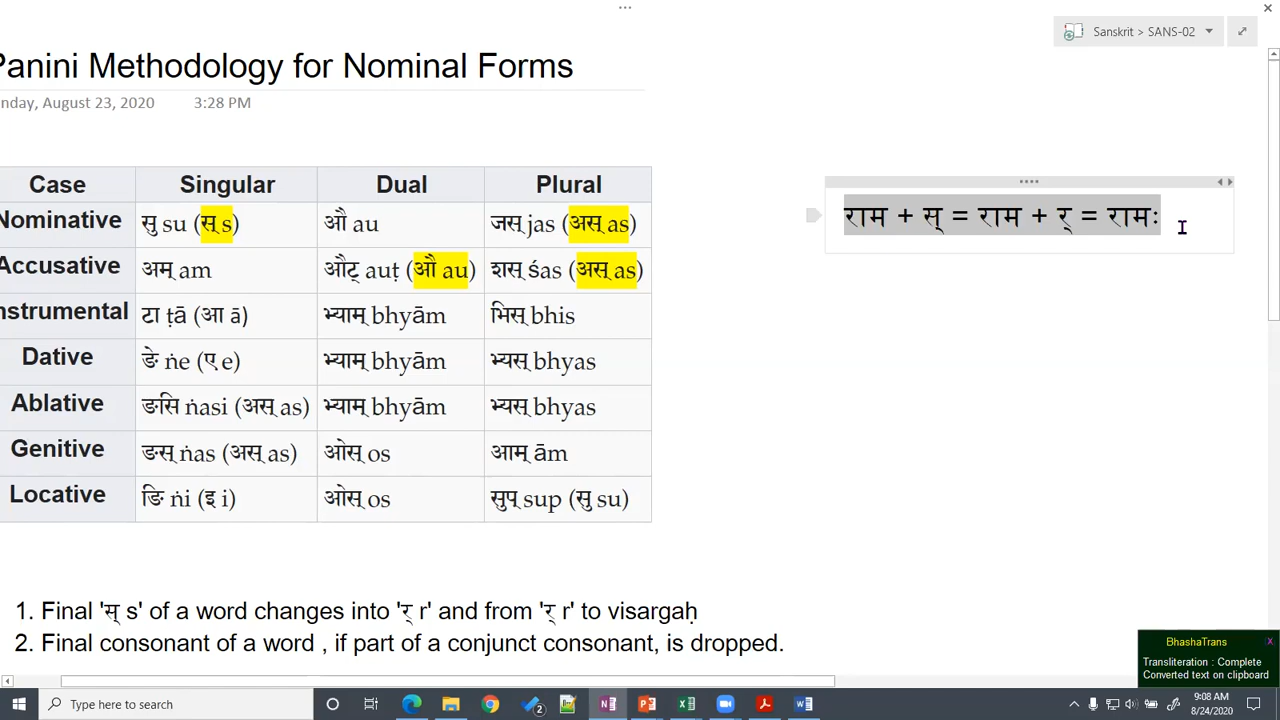 Sanskrit > SANS-02
Panini Methodology for Nominal Forms
nday, August 23, 2020 3:28 PM
Case Singular Dual Plural
Nominative सु su (स् s) औ au जस् jas (अस् as)
Accusative अम् am औट् auṭ (औ au) शस् śas (अस् as)
nstrumental टा ṭā (आ ā) भ्याम् bhyām भिस् bhis
Dative ङे ṅe (ए e) भ्याम् bhyām भ्यस् bhyas
Ablative ङसि ṅasi (अस् as) भ्याम् bhyām भ्यस् bhyas
Genitive ङस् ṅas (अस् as) ओस् os आम् ām
Locative ङि ṅi (इ i) ओस् os सुप् sup (सु su)
राम + स् = राम + र् = रामः
1. Final 'स् s' of a word changes into 'र् r' and from 'र् r' to visargaḥ
2. Final consonant of a word , if part of a conjunct consonant, is dropped.
BhashaTrans X
Transliteration : Complete
Converted text on clipboard
Type here to search
2
9:08 AM
8/24/2020